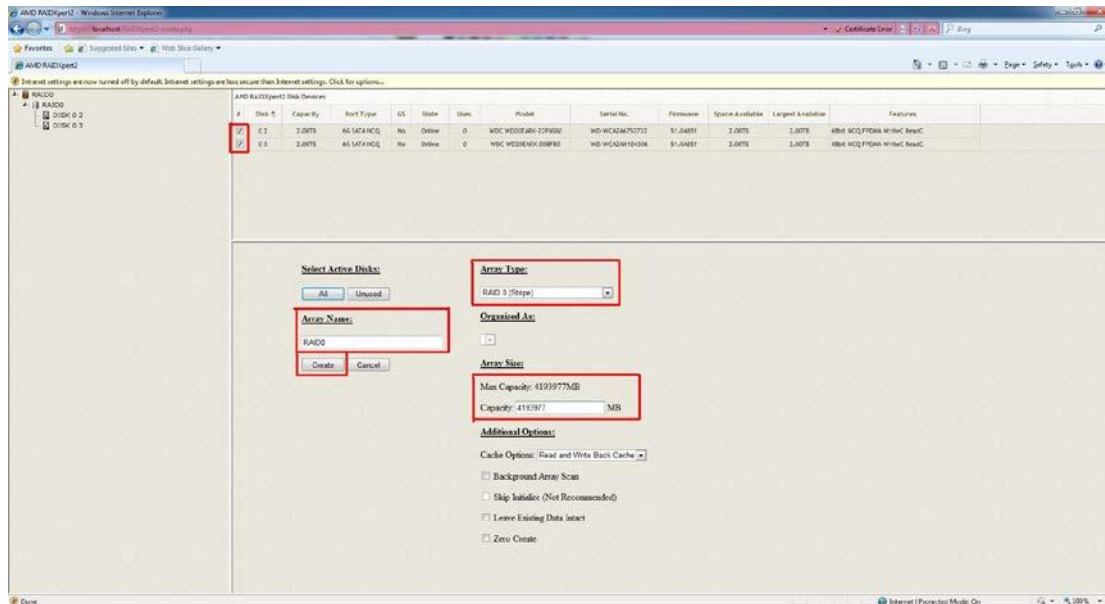 AMD RAIDXpert2 - Windows Internet Explorer
localhost
Certificate Error
Bing
Favorites
Suggested Sites
Web Slice Gallery
AMD RAIDXpert2
Page
Safety
Tools
Intranet settings are now turned off by default. Intranet settings are less secure than Internet settings. Click for options...
RAID0
DISK 0 2
DISK 0 3
AMD RAIDXpert2 Disk Devices
# Disk Capacity Port Type GS State Uses Model Serial No. Firmware Space Available Largest Available Features
0 2 2.00TB 6G SATA NCQ No Online 0 2.00TB 2.00TB
0 3 2.00TB 6G SATA NCQ No Online 0 2.00TB 2.00TB
Select Active Disks:
All Unused
Array Name:
RAID0
Create Cancel
Array Type:
RAID 0 (Stripe)
Organized As:
Array Size:
Max Capacity: 4193977MB
Capacity: 4193977 MB
Additional Options:
Cache Options: Read and Write Back Cache
Background Array Scan
Skip Initialize (Not Recommended)
Leave Existing Data Intact
Zero Create
Done
Internet | Protected Mode: On
100%